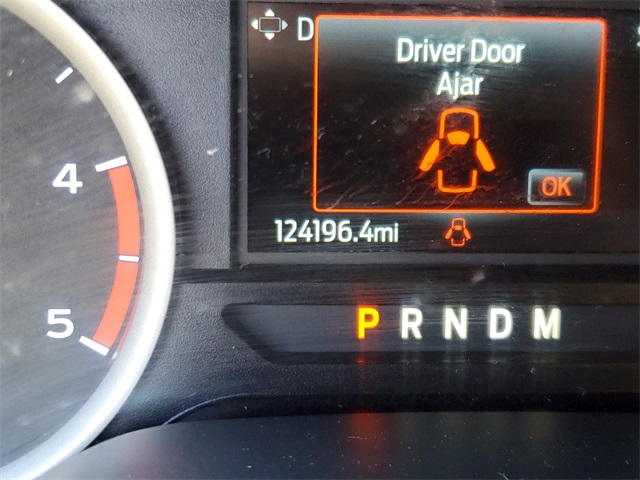 D
Driver Door
Ajar
OK
124196.4mi
4
5
P R N D M